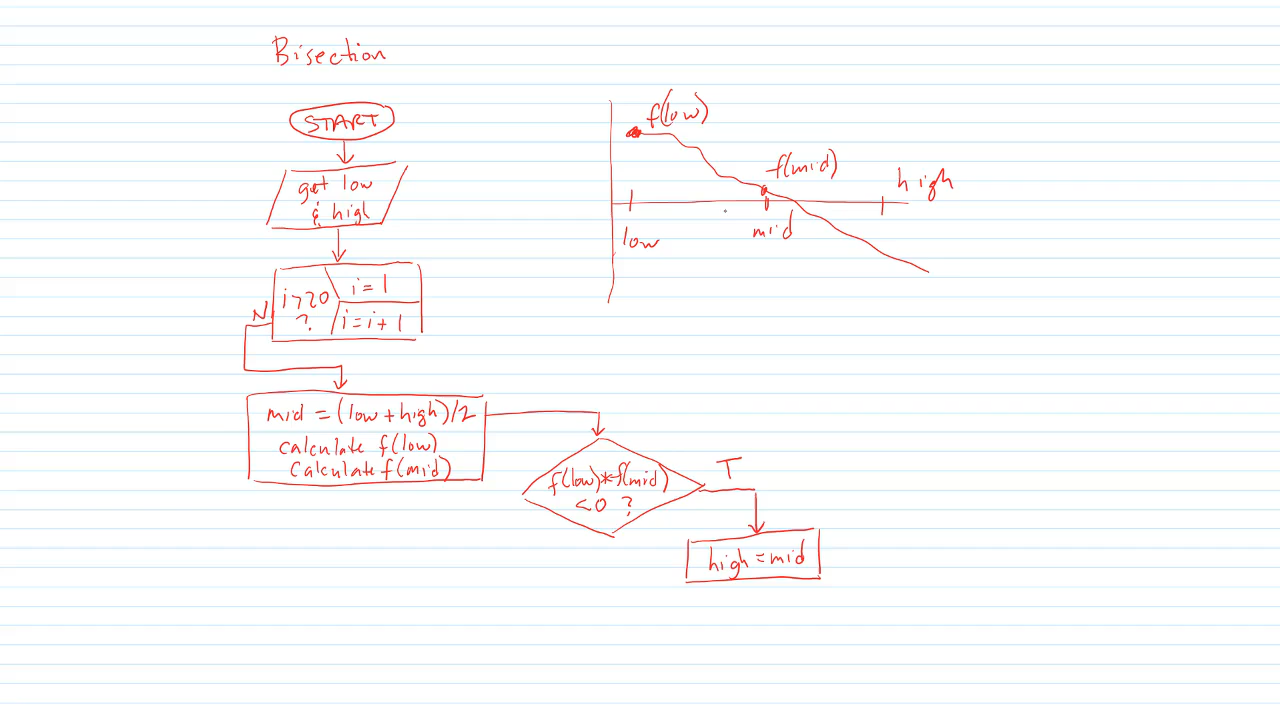 Bisection
START
get low
& high
i>20
?
i=1
i=i+1
N
mid = (low + high)/2
calculate f(low)
calculate f(mid)
f(low)*f(mid)
<0 ?
T
high = mid
f(low)
f(mid)
high
low
mid